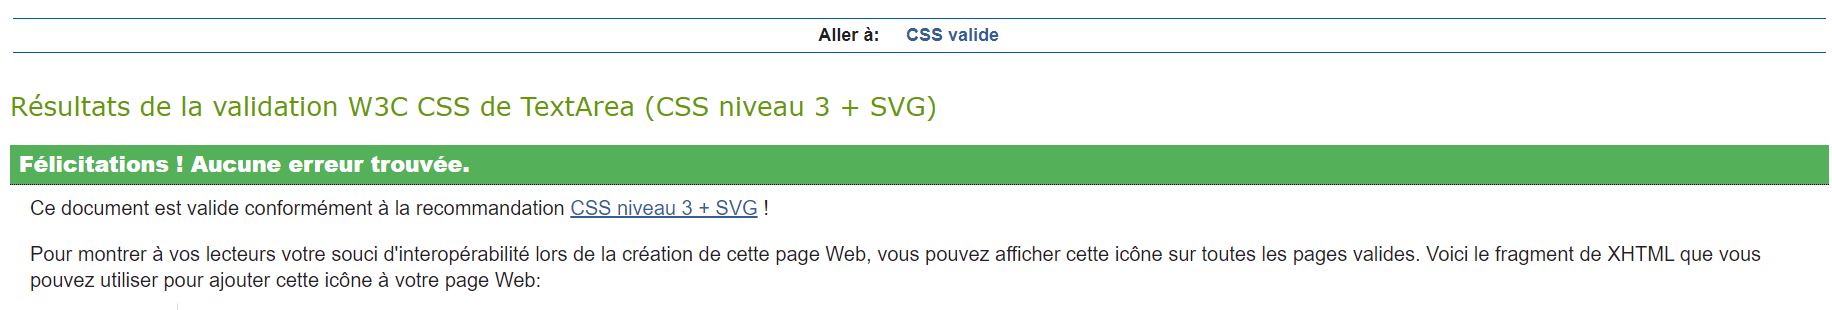 Aller à: CSS valide
Résultats de la validation W3C CSS de TextArea (CSS niveau 3 + SVG)
Félicitations ! Aucune erreur trouvée.
Ce document est valide conformément à la recommandation CSS niveau 3 + SVG !
Pour montrer à vos lecteurs votre souci d'interopérabilité lors de la création de cette page Web, vous pouvez afficher cette icône sur toutes les pages valides. Voici le fragment de XHTML que vous
pouvez utiliser pour ajouter cette icône à votre page Web: